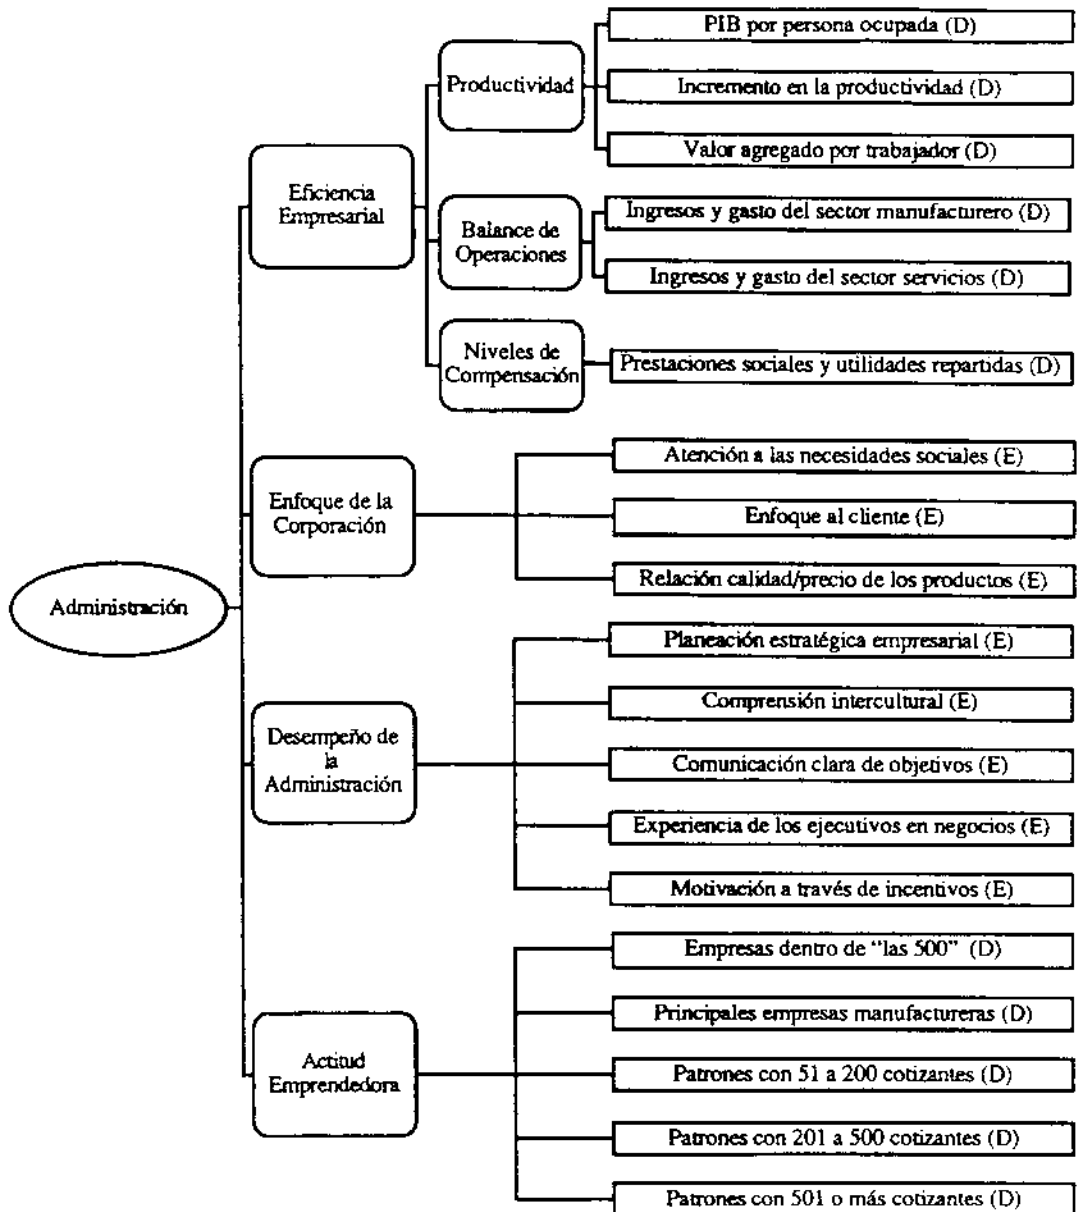 Administración
Eficiencia
Empresarial
Productividad
PIB por persona ocupada (D)
Incremento en la productividad (D)
Valor agregado por trabajador (D)
Balance de
Operaciones
Ingresos y gasto del sector manufacturero (D)
Ingresos y gasto del sector servicios (D)
Niveles de
Compensación
Prestaciones sociales y utilidades repartidas (D)
Enfoque de la
Corporación
Atención a las necesidades sociales (E)
Enfoque al cliente (E)
Relación calidad/precio de los productos (E)
Desempeño de
la
Administración
Planeación estratégica empresarial (E)
Comprensión intercultural (E)
Comunicación clara de objetivos (E)
Experiencia de los ejecutivos en negocios (E)
Motivación a través de incentivos (E)
Actitud
Emprendedora
Empresas dentro de “las 500” (D)
Principales empresas manufactureras (D)
Patrones con 51 a 200 cotizantes (D)
Patrones con 201 a 500 cotizantes (D)
Patrones con 501 o más cotizantes (D)